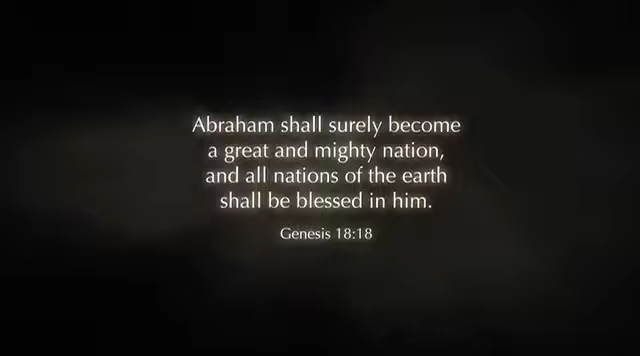 Abraham shall surely become
a great and mighty nation,
and all nations of the earth
shall be blessed in him.
Genesis 18:18